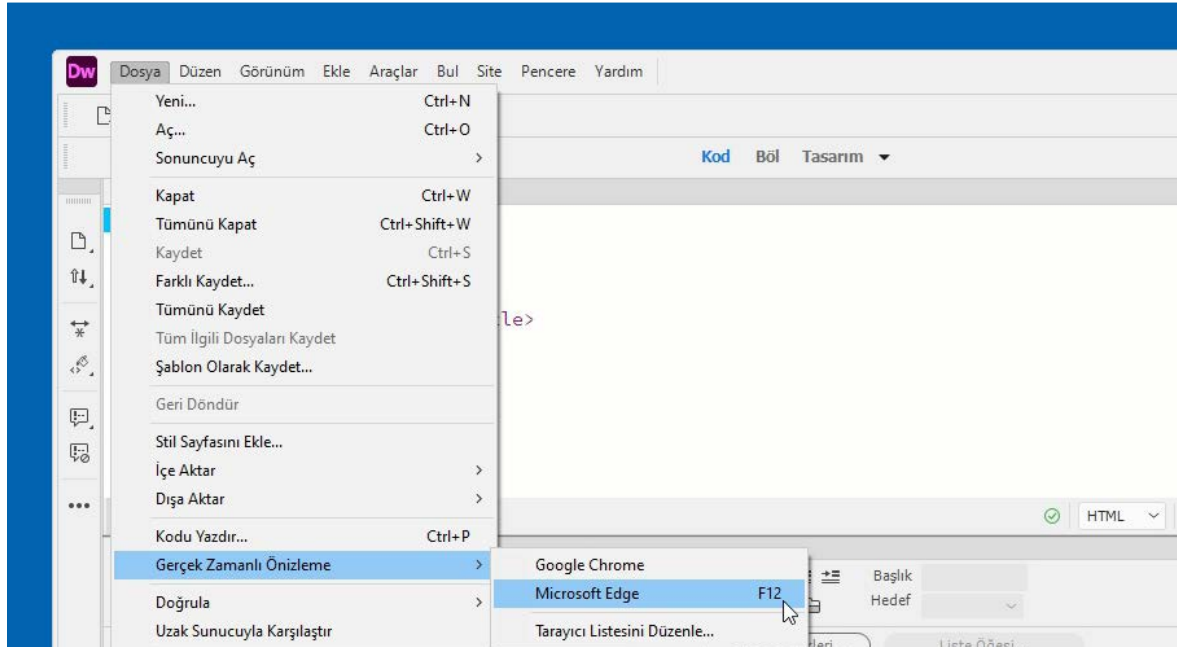 Dw Dosya Düzen Görünüm Ekle Araçlar Bul Site Pencere Yardım
Yeni... Ctrl+N
Aç... Ctrl+O
Sonuncuyu Aç >
Kod Böl Tasarım
Kapat Ctrl+W
Tümünü Kapat Ctrl+Shift+W
Kaydet Ctrl+S
Farklı Kaydet... Ctrl+Shift+S
Tümünü Kaydet
le>
Tüm İlgili Dosyaları Kaydet
Şablon Olarak Kaydet...
Geri Döndür
Stil Sayfasını Ekle...
İçe Aktar >
Dışa Aktar >
HTML
Kodu Yazdır... Ctrl+P
Gerçek Zamanlı Önizleme >
Google Chrome
Başlık
Microsoft Edge F12
Hedef
Doğrula >
Uzak Sunucuyla Karşılaştır
Tarayıcı Listesini Düzenle...
Liste Öğesi...